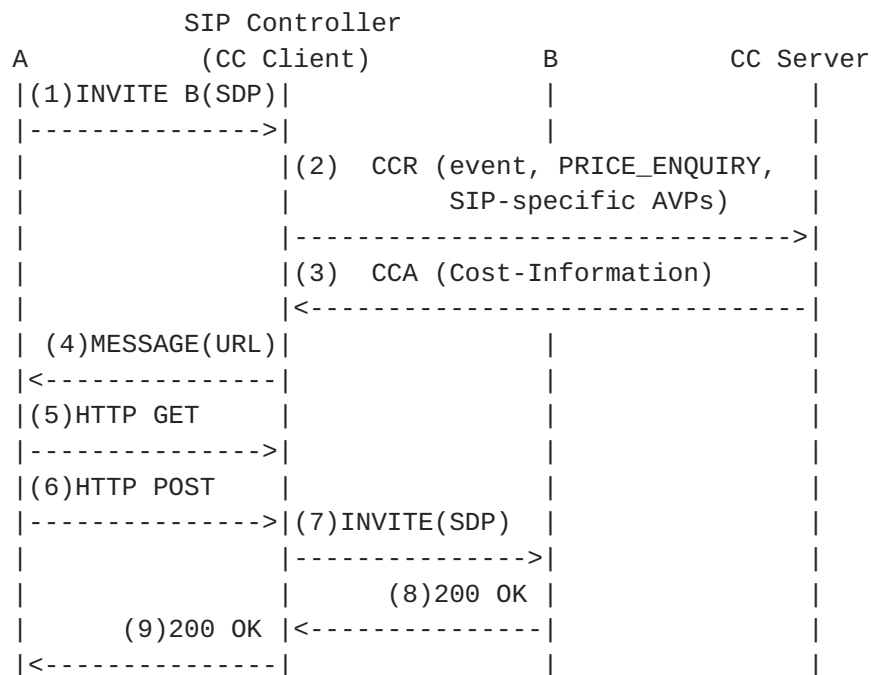 SIP Controller
A (CC Client) B CC Server
|(1)INVITE B(SDP)| | |
|--------------->| | |
| |(2) CCR (event, PRICE_ENQUIRY, |
| | SIP-specific AVPs) |
| |-------------------------------->|
| |(3) CCA (Cost-Information) |
| |<--------------------------------|
| (4)MESSAGE(URL)| | |
|<---------------| | |
|(5)HTTP GET | | |
|--------------->| | |
|(6)HTTP POST | | |
|--------------->|(7)INVITE(SDP) | |
| |--------------->| |
| | (8)200 OK | |
| (9)200 OK |<---------------| |
|<---------------| | |